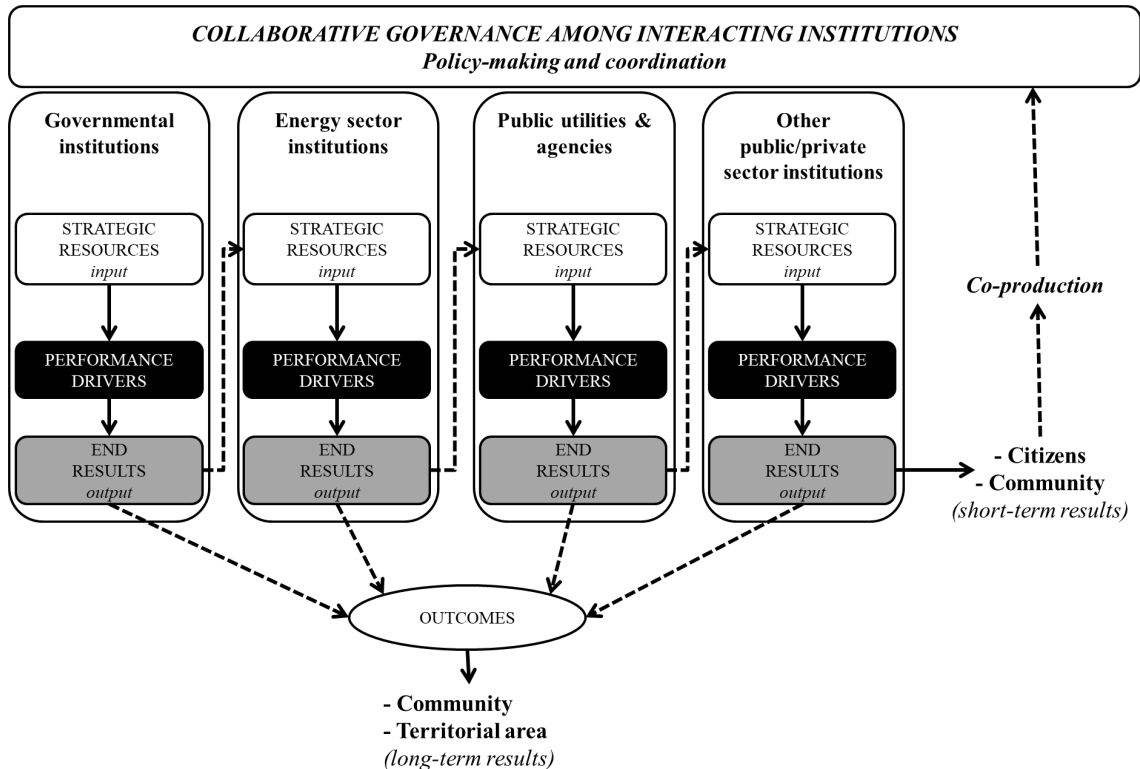 COLLABORATIVE GOVERNANCE AMONG INTERACTING INSTITUTIONS
Policy-making and coordination
Governmental
institutions
STRATEGIC
RESOURCES
input
PERFORMANCE
DRIVERS
END
RESULTS
output
Energy sector
institutions
STRATEGIC
RESOURCES
input
PERFORMANCE
DRIVERS
END
RESULTS
output
Public utilities &
agencies
STRATEGIC
RESOURCES
input
PERFORMANCE
DRIVERS
END
RESULTS
output
Other
public/private
sector institutions
STRATEGIC
RESOURCES
input
PERFORMANCE
DRIVERS
END
RESULTS
output
Co-production
- Citizens
- Community
(short-term results)
OUTCOMES
- Community
- Territorial area
(long-term results)